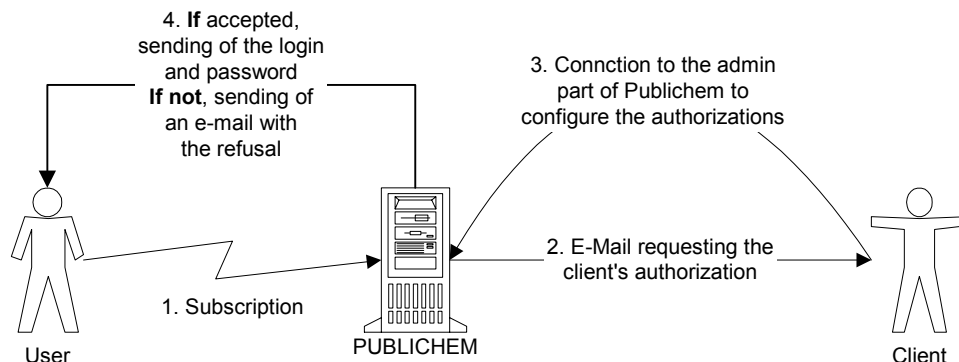 4. If accepted,
sending of the login
and password
If not, sending of
an e-mail with
the refusal
3. Connction to the admin
part of Publichem to
configure the authorizations
2. E-Mail requesting the
client's authorization
1. Subscription
User
PUBLICHEM
Client